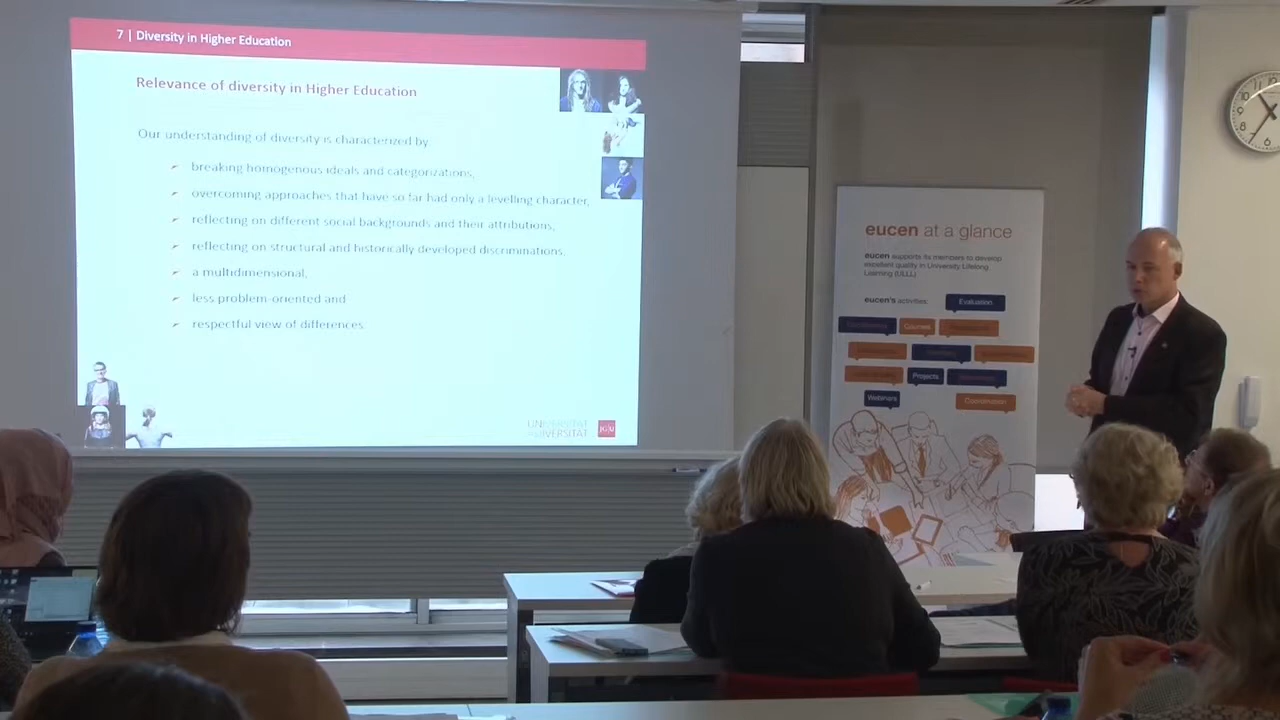 7 | Diversity in Higher Education
Relevance of diversity in Higher Education
Our understanding of diversity is characterized by
breaking homogenous ideals and categorizations,
overcoming approaches that have so far had only a levelling character,
reflecting on different social backgrounds and their attributions,
reflecting on structural and historically developed discriminations,
a multidimensional,
less problem-oriented and
respectful view of differences
UNIVERSITAT
DIVERSITAT
JG|U
eucen at a glance
eucen supports its members to develop
excellent quality in University Lifelong
Learning (ULLL)
eucen's activities:
Evaluation
Courses
Projects
Webinars